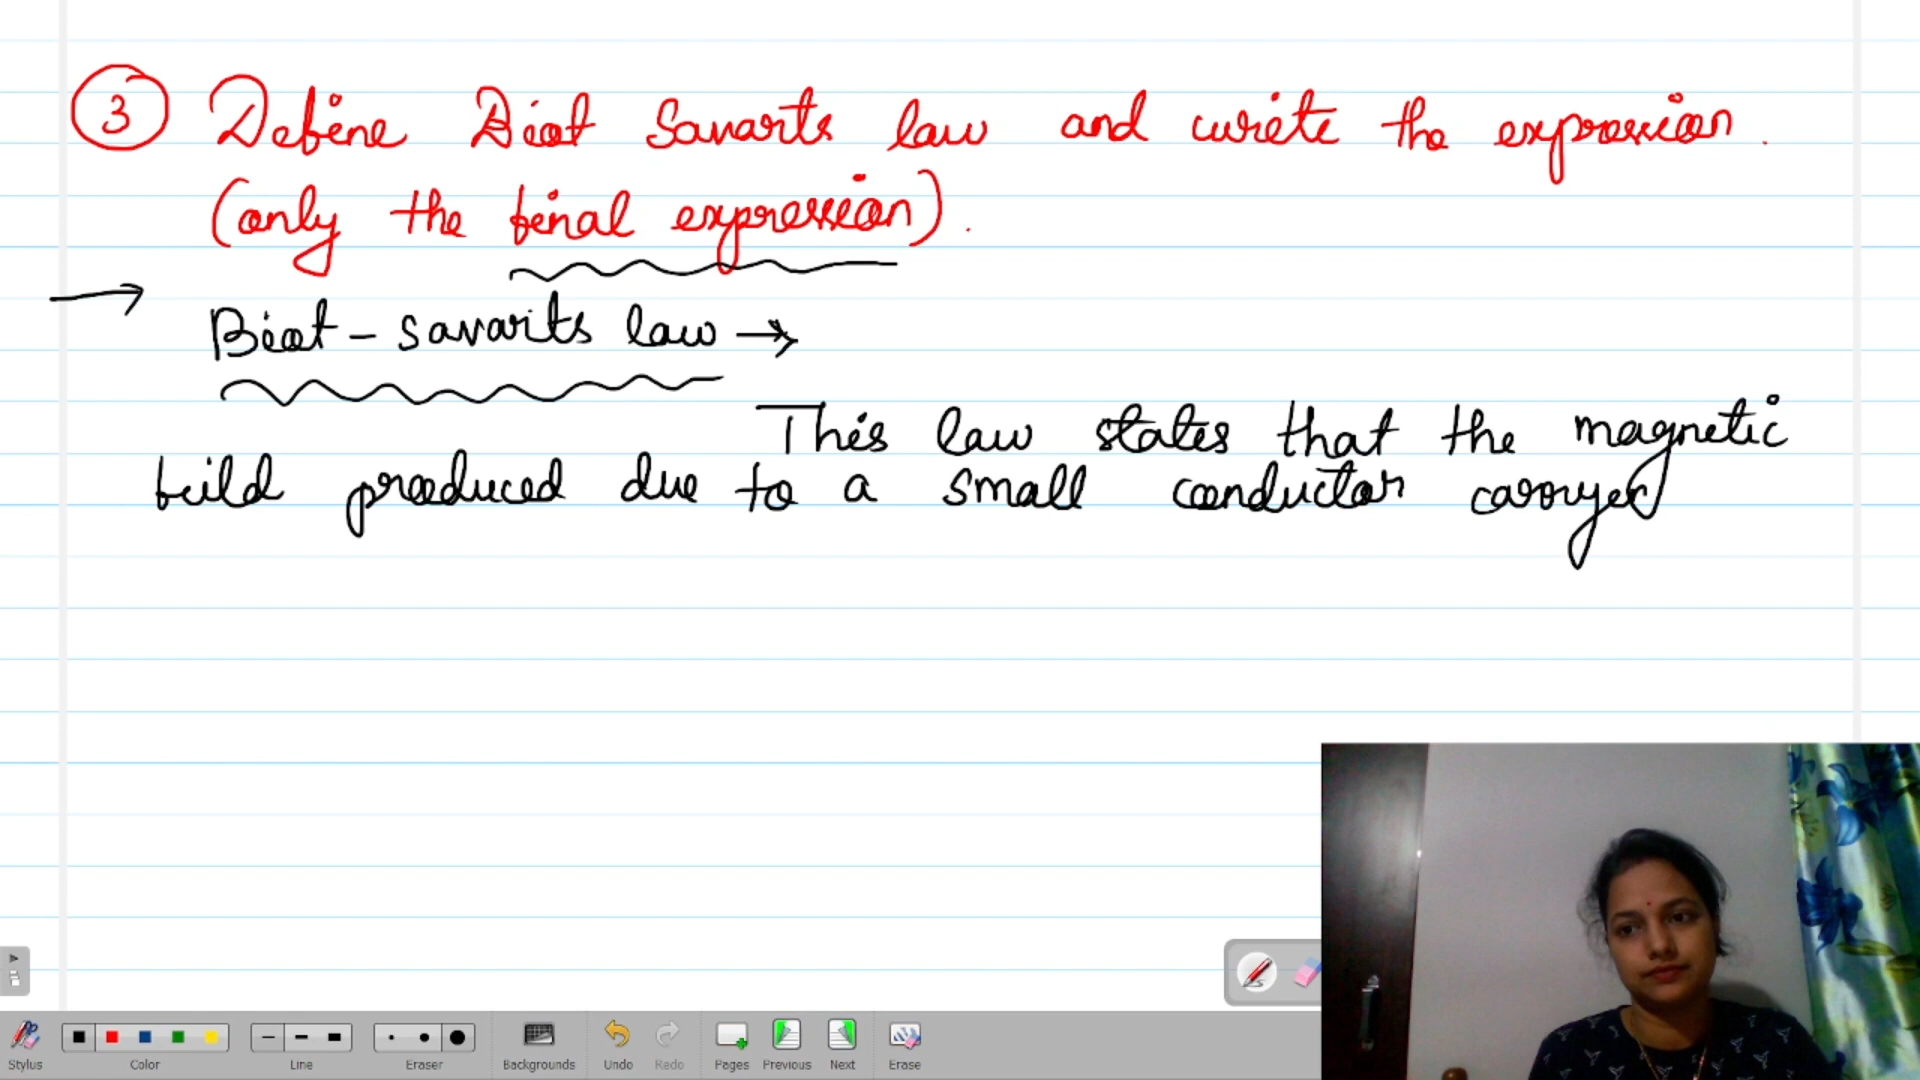 3 Define Biot Savarts law and write the expression.
(only the final expression).
Biot - savarts law →
This law states that the magnetic
feild produced due to a small conductor carryer
Stylus
Color
Line
Eraser
Backgrounds
Undo
Redo
Pages
Previous
Next
Erase